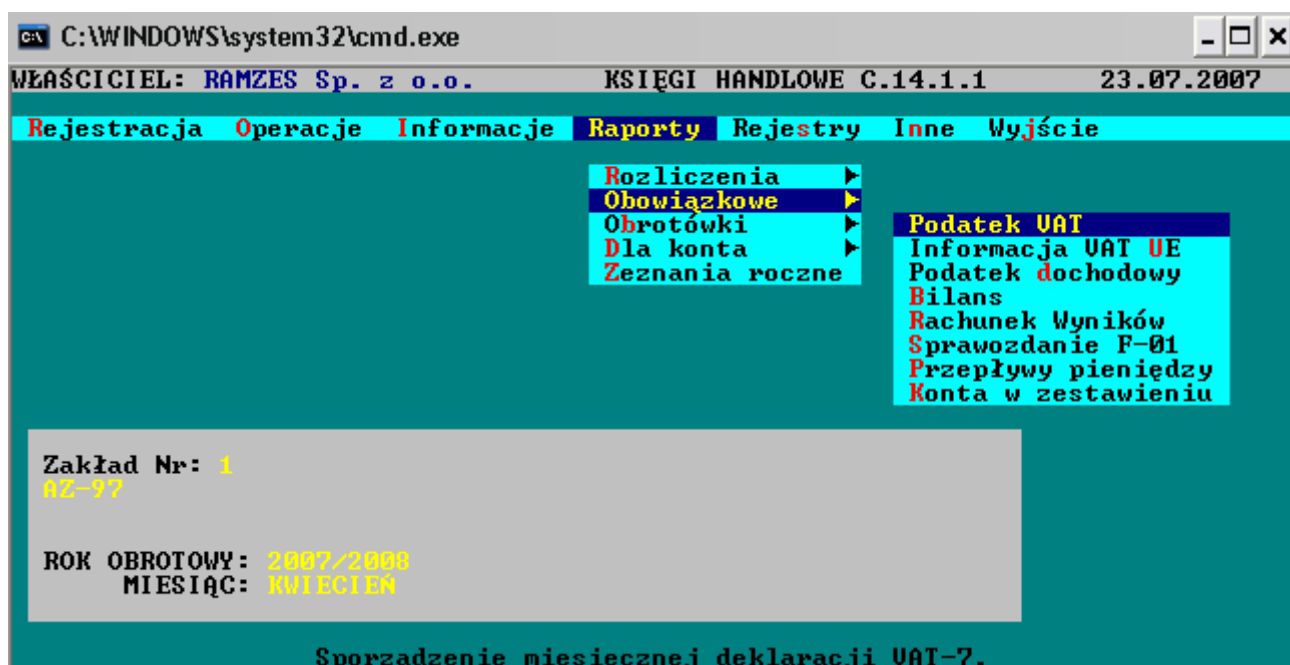 C:\WINDOWS\system32\cmd.exe
WŁAŚCICIEL: RAMZES Sp. z o.o. KSIĘGI HANDLOWE C.14.1.1 23.07.2007
Rejestracja Operacje Informacje Raporty Rejestry Inne Wyjście
Rozliczenia
Obowiązkowe
Obrotówki
Dla konta
Zeznania roczne
Podatek VAT
Informacja VAT UE
Podatek dochodowy
Bilans
Rachunek Wyników
Sprawozdanie F-01
Przepływy pieniędzy
Konta w zestawieniu
Zakład Nr: 1
AZ-97
ROK OBROTOWY: 2007/2008
MIESIĄC: KWIECIEŃ
Sporządzenie miesięcznej deklaracji VAT-7.